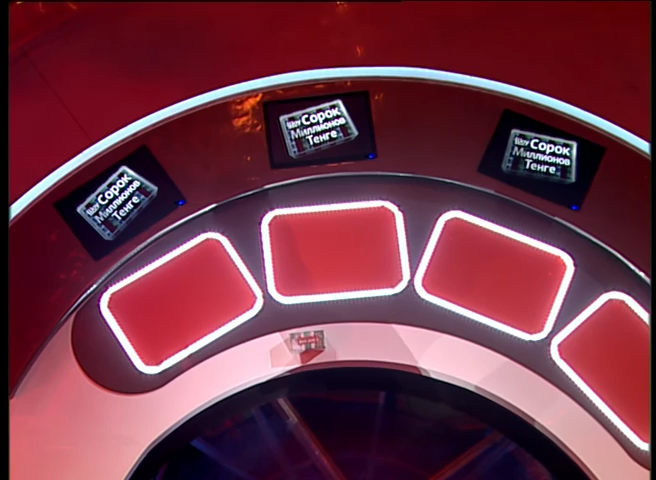 Шоу Сорок
Миллионов
Тенге
Шоу Сорок
Миллионов
Тенге
Шоу Сорок
Миллионов
Тенге